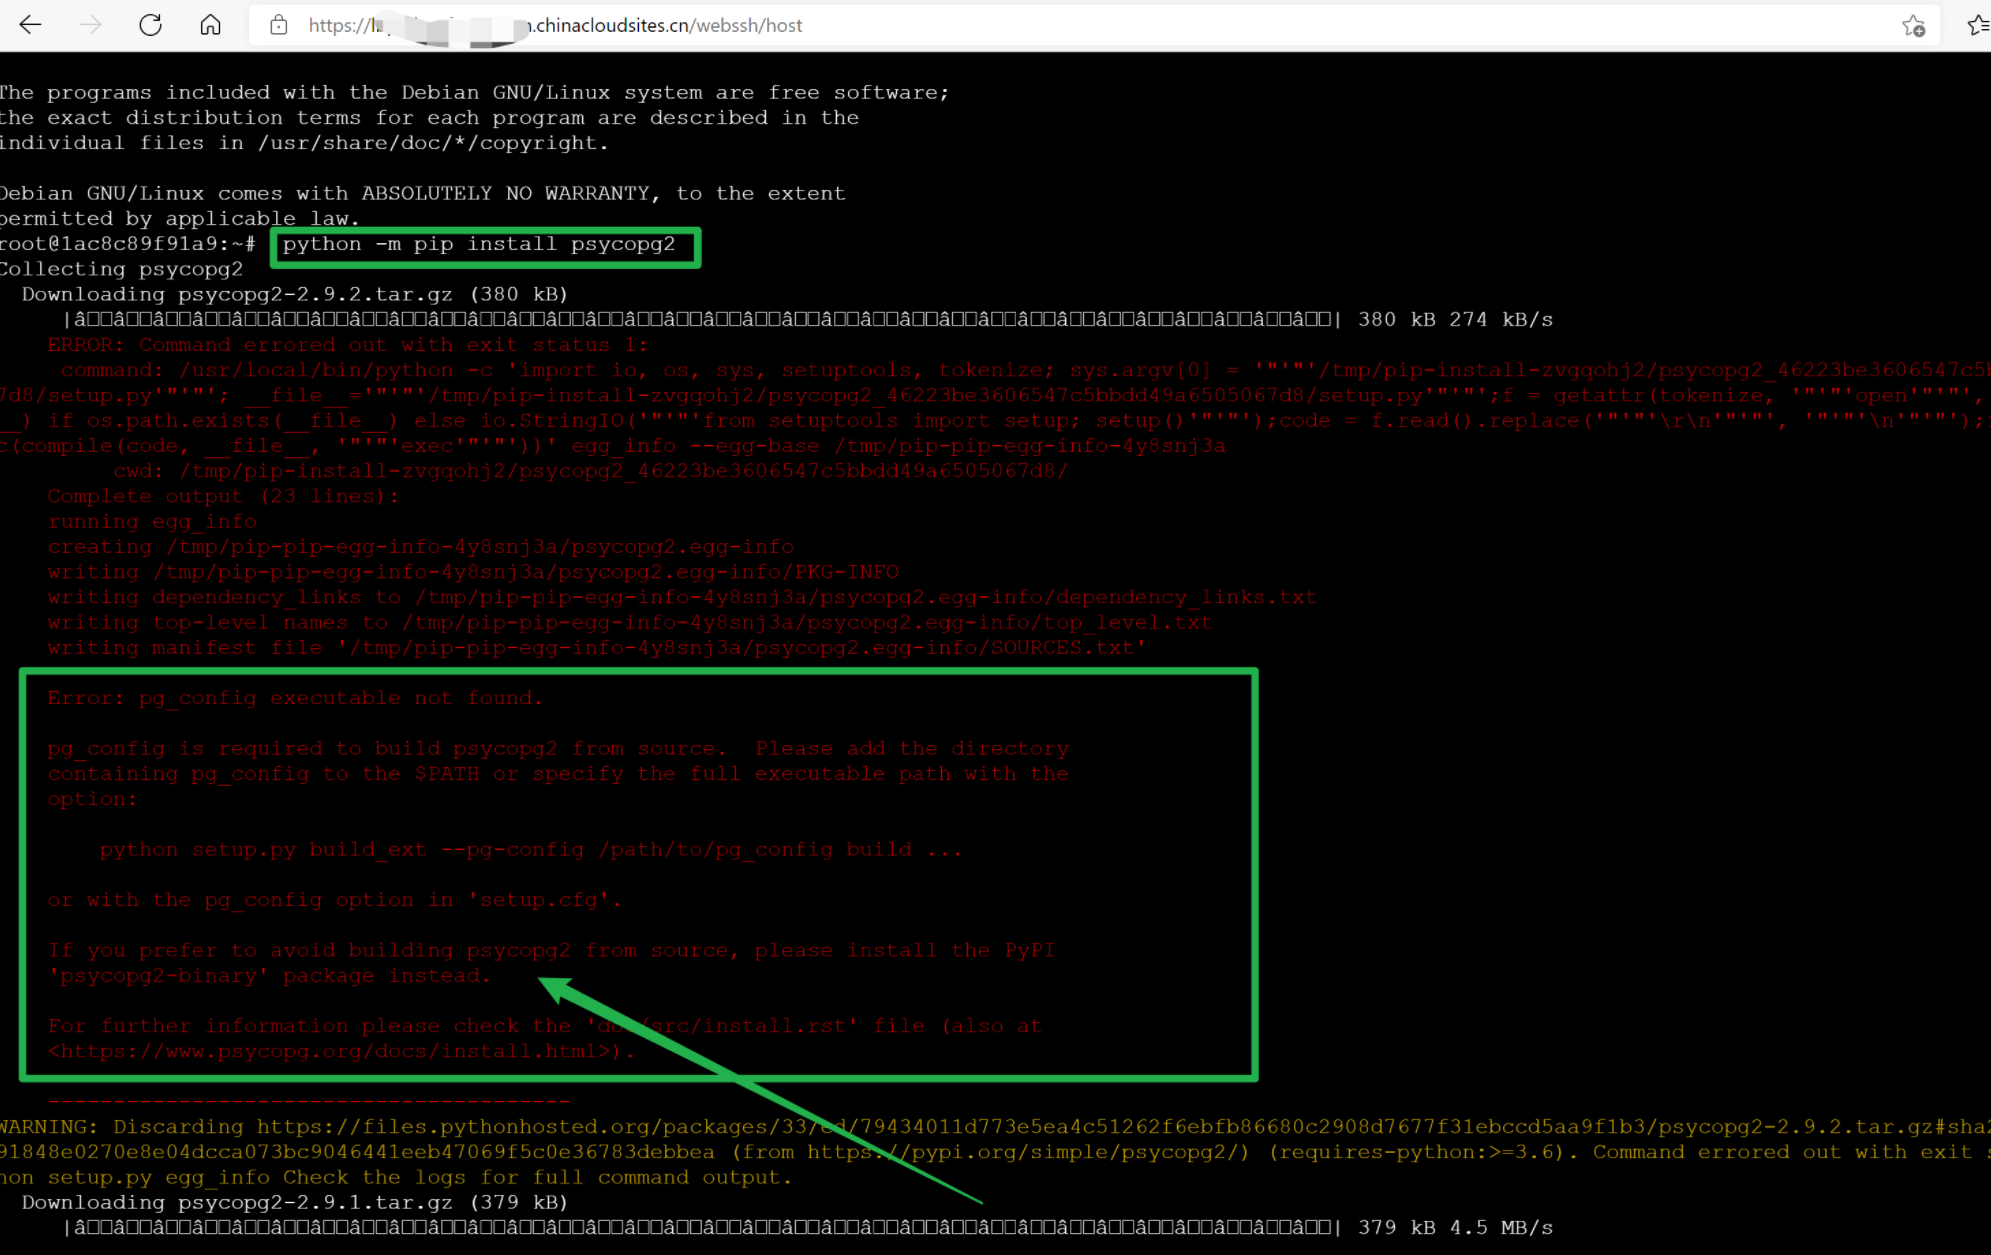 https://.chinacloudsites.cn/webssh/host
The programs included with the Debian GNU/Linux system are free software;
the exact distribution terms for each program are described in the
individual files in /usr/share/doc/*/copyright.
Debian GNU/Linux comes with ABSOLUTELY NO WARRANTY, to the extent
permitted by applicable law.
root@1ac8c89f91a9:~# python -m pip install psycopg2
Collecting psycopg2
Downloading psycopg2-2.9.2.tar.gz (380 kB)
380 kB 274 kB/s
ERROR: Command errored out with exit status 1:
command: /usr/local/bin/python -c 'import io, os, sys, setuptools, tokenize; sys.argv[0] = '"'"'/tmp/pip-install-zvgqohj2/psycopg2_46223be3606547c5b
7d8/setup.py'"'"'; __file__='"'"'/tmp/pip-install-zvgqohj2/psycopg2_46223be3606547c5bbdd49a6505067d8/setup.py'"'"';f = getattr(tokenize, '"'"'open'"'"',
__) if os.path.exists(__file__) else io.StringIO('"'"'from setuptools import setup; setup()'"'"');code = f.read().replace('"'"'\r\n'"'"', '"'"'\n'"'"');
c(compile(code, __file__, '"'"'exec'"'"'))' egg_info --egg-base /tmp/pip-pip-egg-info-4y8snj3a
cwd: /tmp/pip-install-zvgqohj2/psycopg2_46223be3606547c5bbdd49a6505067d8/
Complete output (23 lines):
running egg_info
creating /tmp/pip-pip-egg-info-4y8snj3a/psycopg2.egg-info
writing /tmp/pip-pip-egg-info-4y8snj3a/psycopg2.egg-info/PKG-INFO
writing dependency_links to /tmp/pip-pip-egg-info-4y8snj3a/psycopg2.egg-info/dependency_links.txt
writing top-level names to /tmp/pip-pip-egg-info-4y8snj3a/psycopg2.egg-info/top_level.txt
writing manifest file '/tmp/pip-pip-egg-info-4y8snj3a/psycopg2.egg-info/SOURCES.txt'
Error: pg_config executable not found.
pg_config is required to build psycopg2 from source.  Please add the directory
containing pg_config to the $PATH or specify the full executable path with the
option:
python setup.py build_ext --pg-config /path/to/pg_config build ...
or with the pg_config option in 'setup.cfg'.
If you prefer to avoid building psycopg2 from source, please install the PyPI
'psycopg2-binary' package instead.
For further information please check the 'doc/src/install.rst' file (also at
<https://www.psycopg.org/docs/install.html>).
----------------------------------------
WARNING: Discarding https://files.pythonhosted.org/packages/33/cd/79434011d773e5ea4c51262f6ebfb86680c2908d7677f31ebccd5aa9f1b3/psycopg2-2.9.2.tar.gz#sha2
91848e0270e8e04dcca073bc9046441eeb47069f5c0e36783debbea (from https://pypi.org/simple/psycopg2/) (requires-python:>=3.6). Command errored out with exit s
hon setup.py egg_info Check the logs for full command output.
Downloading psycopg2-2.9.1.tar.gz (379 kB)
379 kB 4.5 MB/s